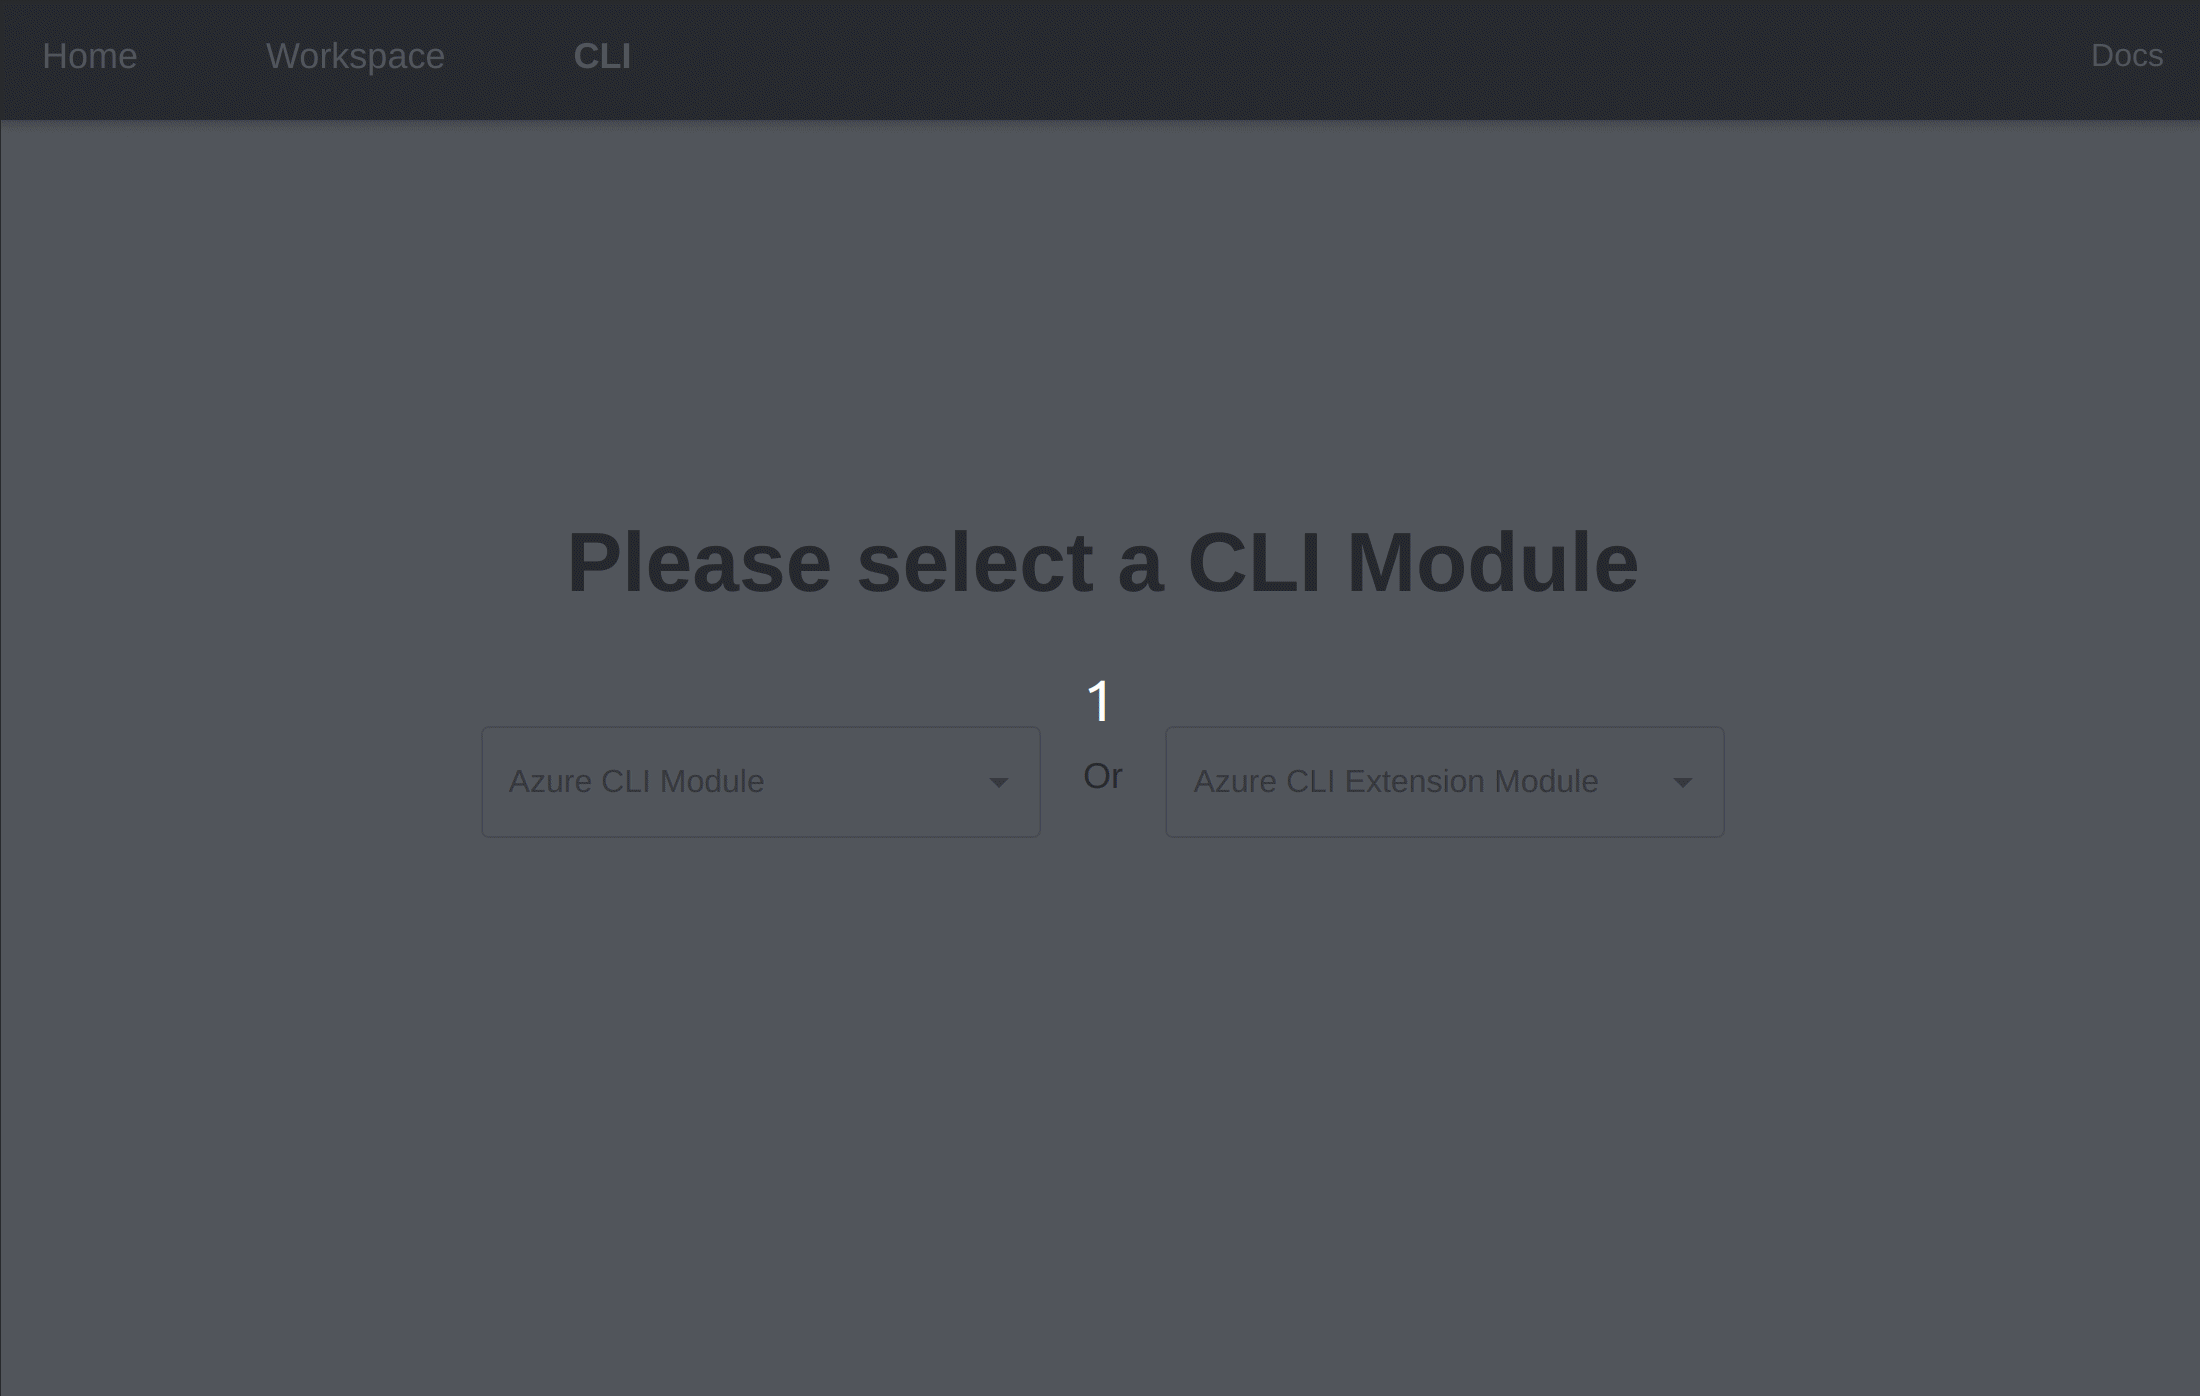 Home Workspace CLI Docs
Please select a CLI Module
1
Azure CLI Module Or Azure CLI Extension Module